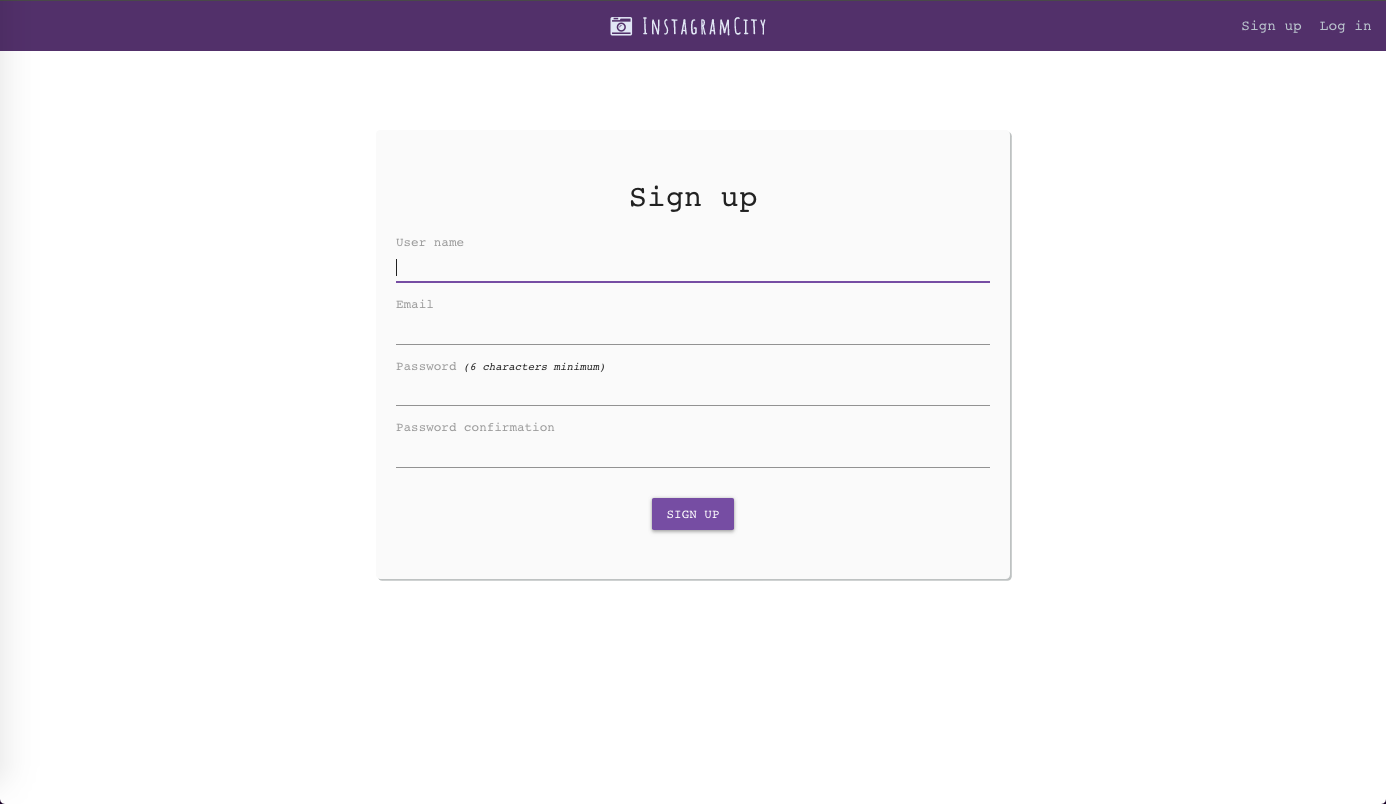 InstagramCity
Sign up Log in
Sign up
User name
Email
Password (6 characters minimum)
Password confirmation
SIGN UP